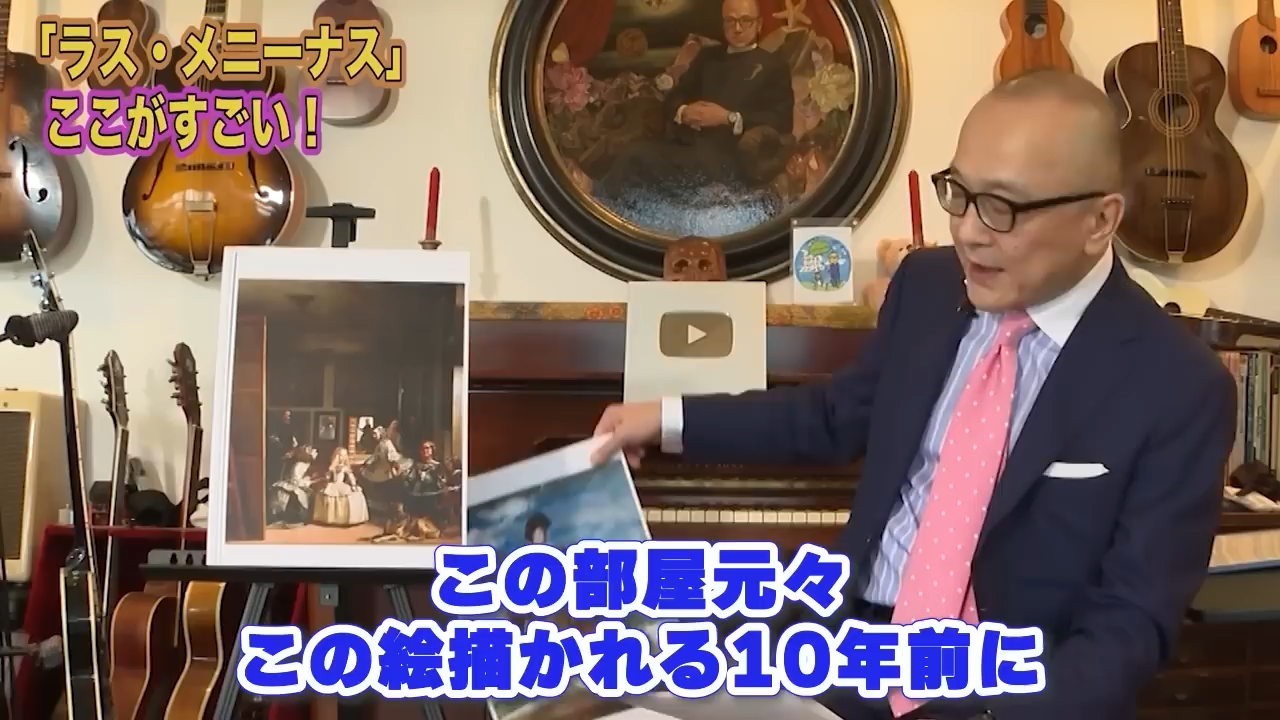 「ラス・メニーナス」
ここがすごい！
この部屋元々
この絵描かれる10年前に